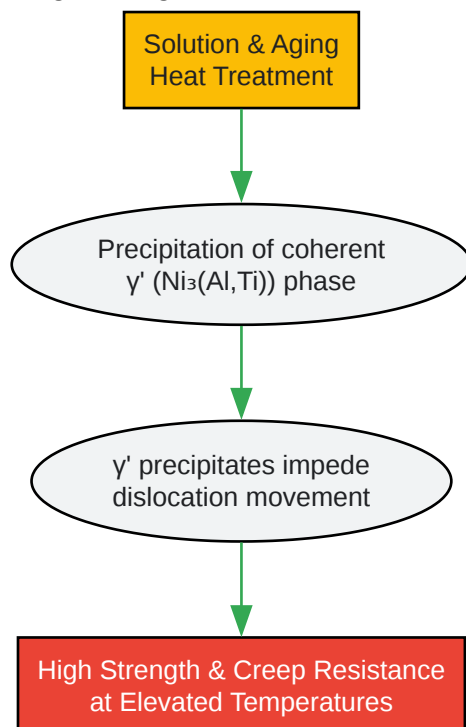 Solution & Aging
Heat Treatment
Precipitation of coherent
γ' (Ni₃(Al,Ti)) phase
γ' precipitates impede
dislocation movement
High Strength & Creep Resistance
at Elevated Temperatures